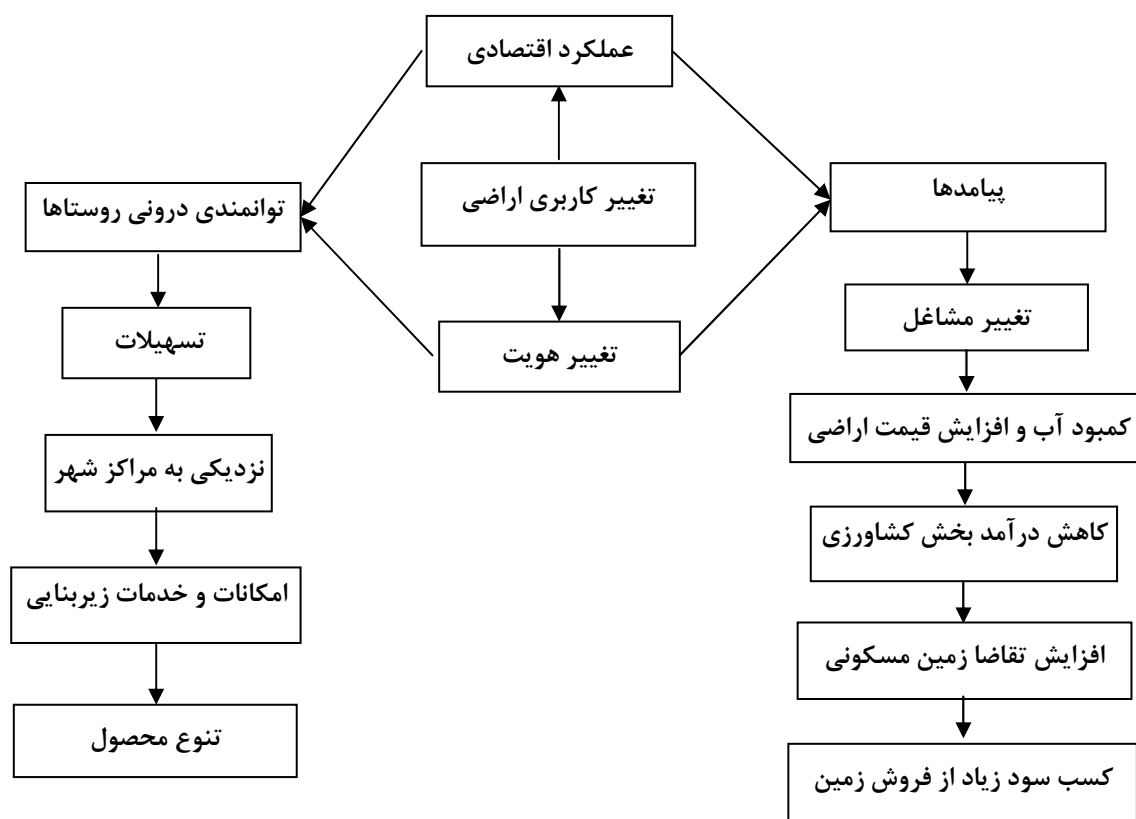 عملکرد اقتصادی
تغییر کاربری اراضی
پیامدها
توانمندی درونی روستاها
تغییر مشاغل
تسهیلات
تغییر هویت
کمبود آب و افزایش قیمت اراضی
نزدیکی به مراکز شهر
کاهش درآمد بخش کشاورزی
امکانات و خدمات زیربنایی
افزایش تقاضا زمین مسکونی
تنوع محصول
کسب سود زیاد از فروش زمین